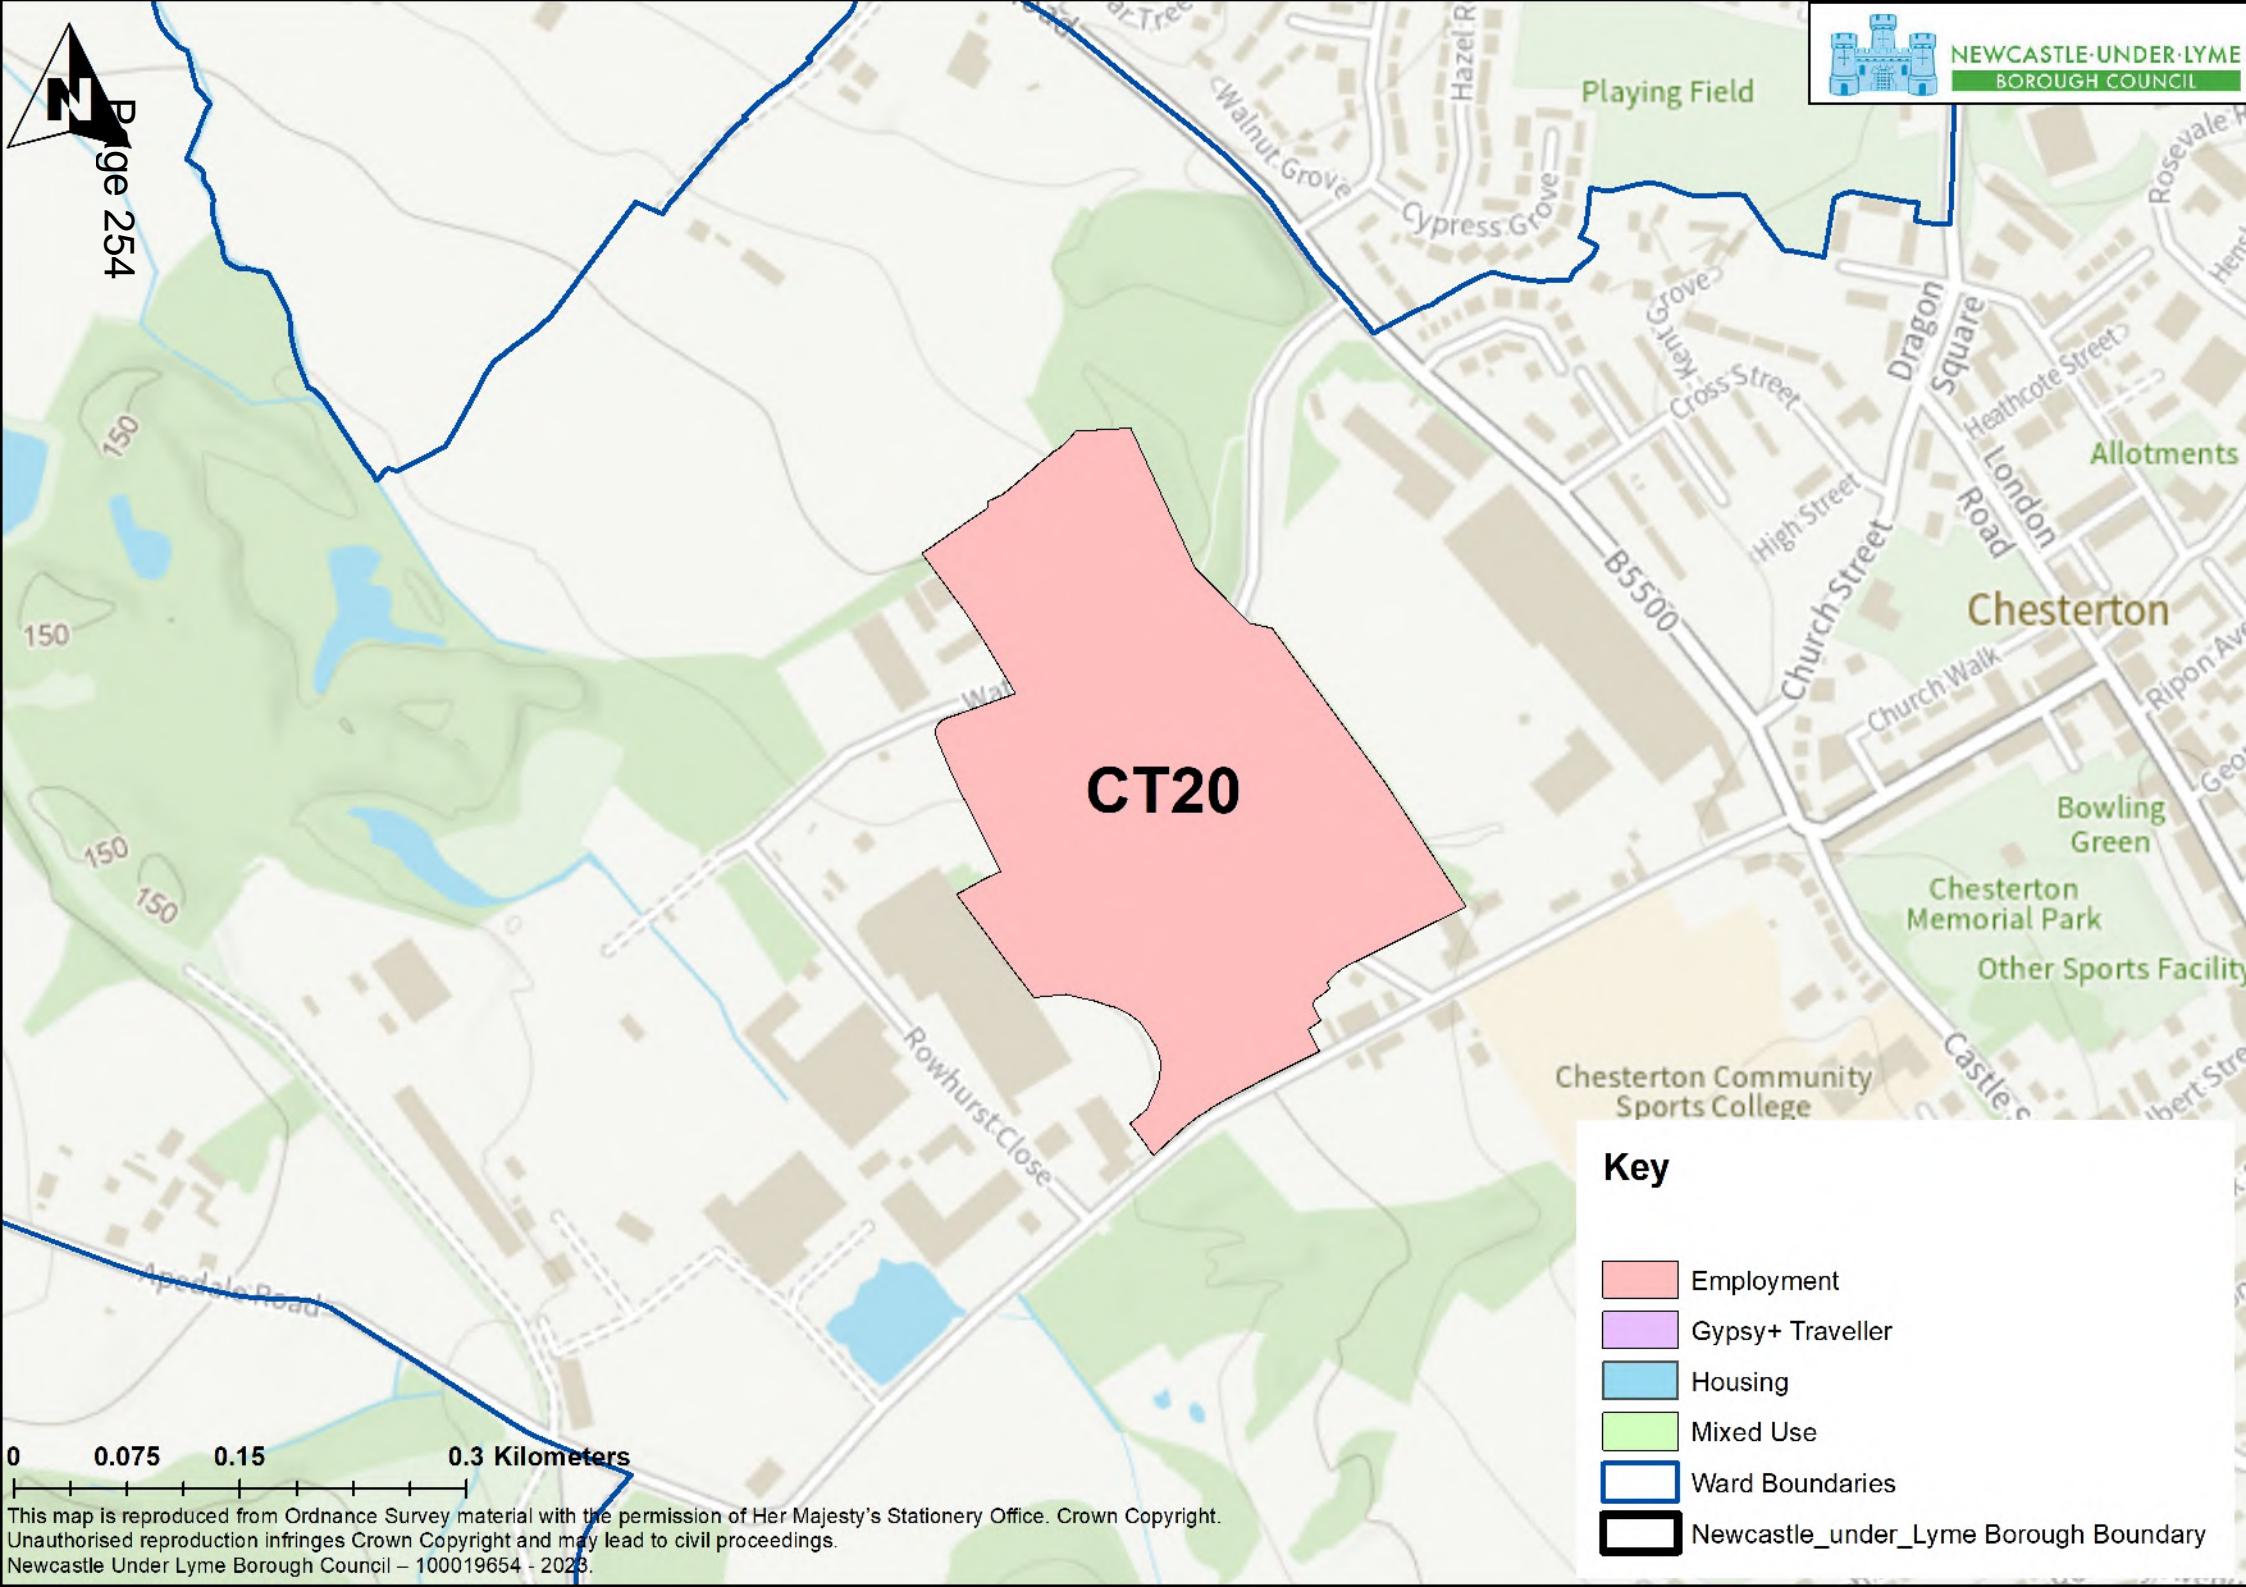 N
Page 254
NEWCASTLE·UNDER·LYME
BOROUGH COUNCIL
Playing Field
Walnut Grove
Cypress Grove
Kent Grove
Cross Street
Dragon
Square
Heathcote Street
Allotments
London
Road
High Street
Church Street
B5500
Chesterton
Church Walk
Ripon
Bowling
Green
Chesterton
Memorial Park
Other Sports Facility
Chesterton Community
Sports College
150
150
150
150
CT20
Rowhurst Close
Apedale Road
Key
Employment
Gypsy+ Traveller
Housing
Mixed Use
Ward Boundaries
Newcastle_under_Lyme Borough Boundary
0 0.075 0.15 0.3 Kilometers
This map is reproduced from Ordnance Survey material with the permission of Her Majesty's Stationery Office. Crown Copyright.
Unauthorised reproduction infringes Crown Copyright and may lead to civil proceedings.
Newcastle Under Lyme Borough Council – 100019654 - 2023.